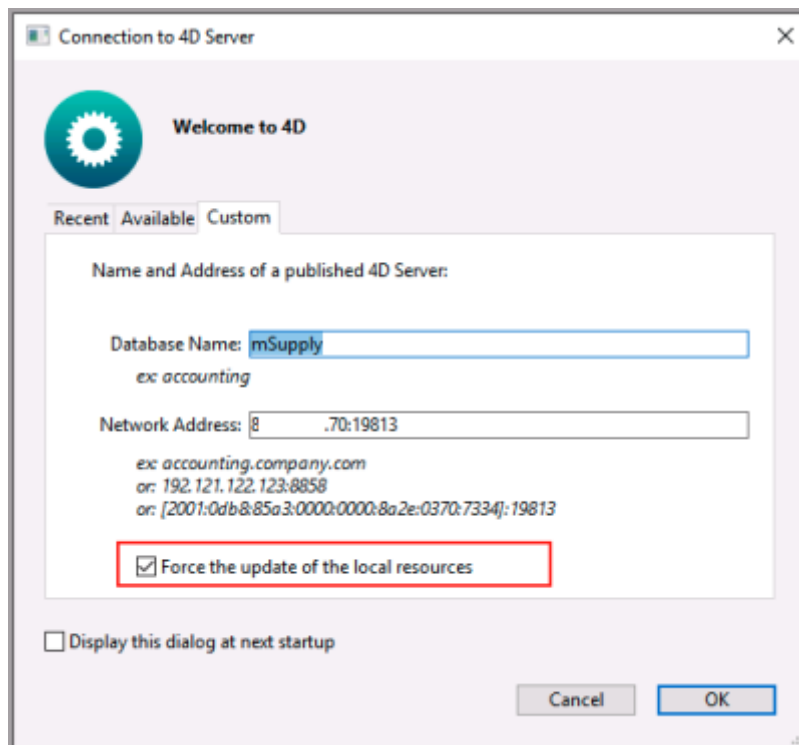 Connection to 4D Server
Welcome to 4D
Recent Available Custom
Name and Address of a published 4D Server:
Database Name: mSupply
ex: accounting
Network Address: 8 .70:19813
ex: accounting.company.com
or: 192.121.122.123:8858
or: [2001:0db8:85a3:0000:0000:8a2e:0370:7334]:19813
Force the update of the local resources
Display this dialog at next startup
Cancel OK